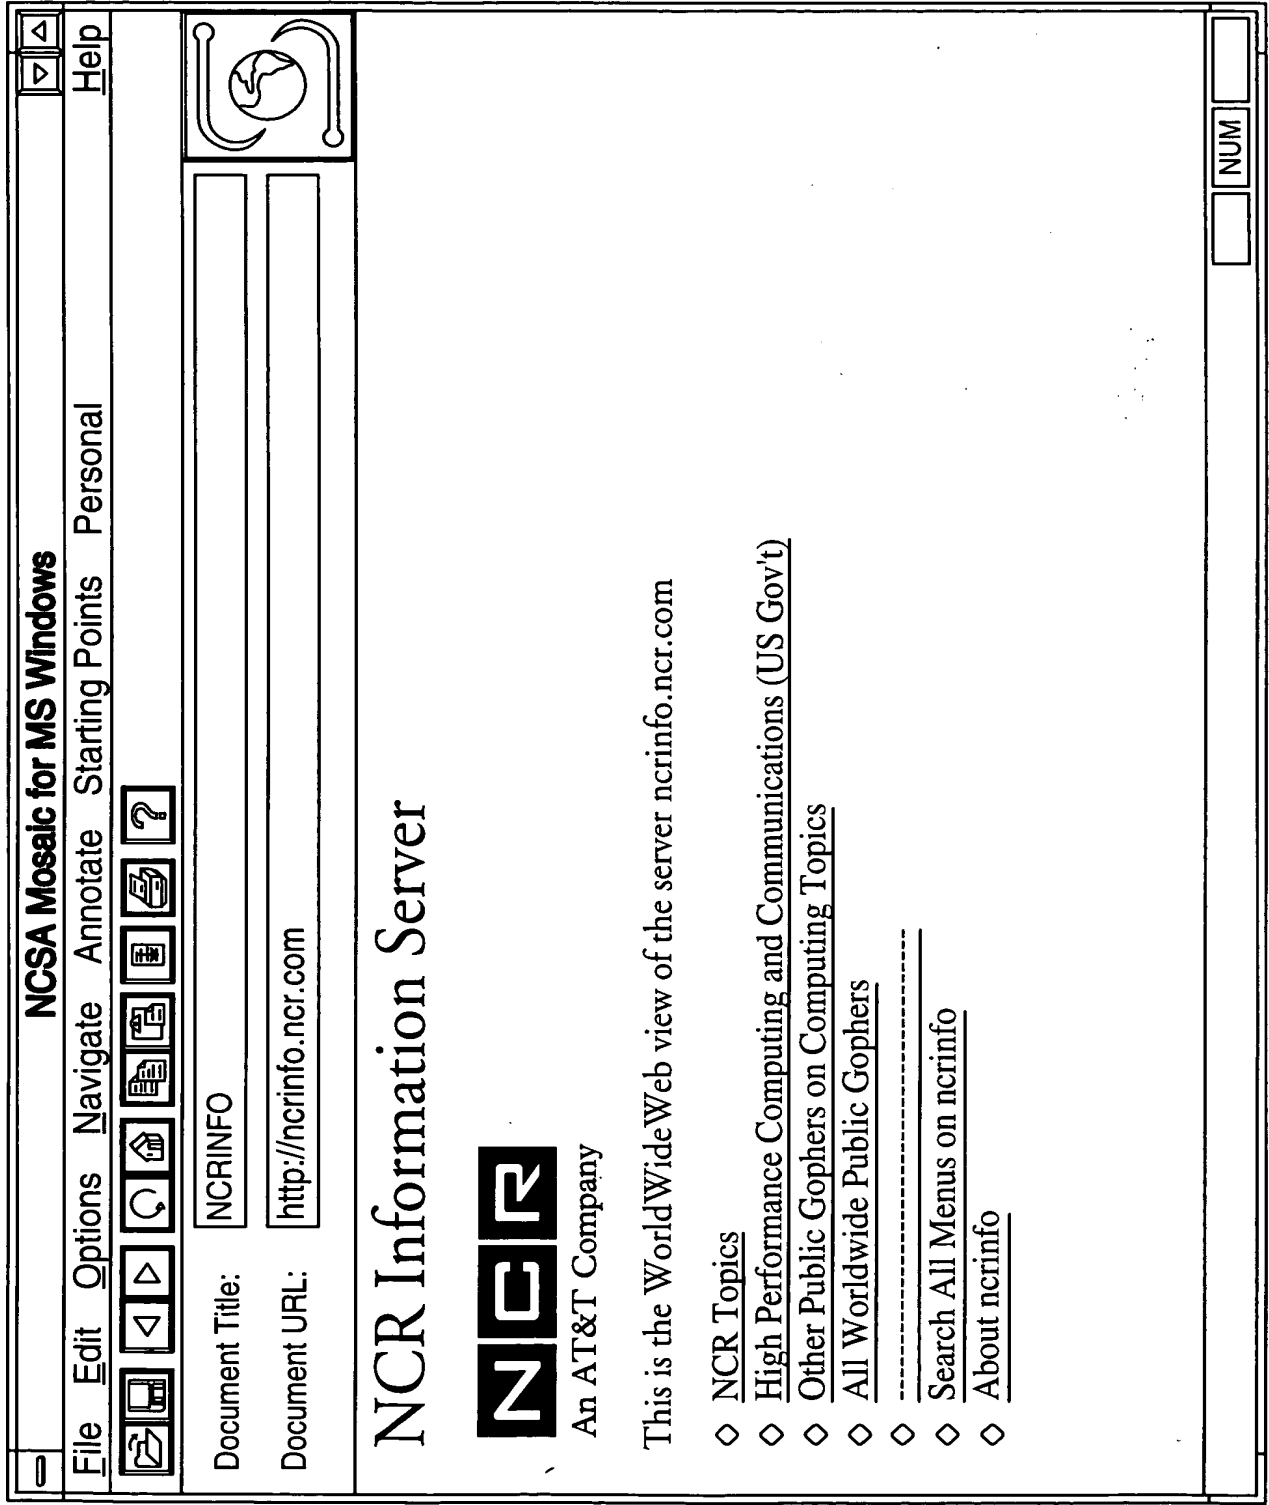 NCSA Mosaic for MS Windows
File Edit Options Navigate Annotate Starting Points Personal Help
?
Document Title: NCRINFO
Document URL: http://ncrinfo.ncr.com
NCR Information Server
NCR
An AT&T Company
This is the WorldWideWeb view of the server ncrinfo.ncr.com
◇ NCR Topics
◇ High Performance Computing and Communications (US Gov't)
◇ Other Public Gophers on Computing Topics
◇ All Worldwide Public Gophers
◇ ------------------------------
◇ Search All Menus on ncrinfo
◇ About ncrinfo
NUM